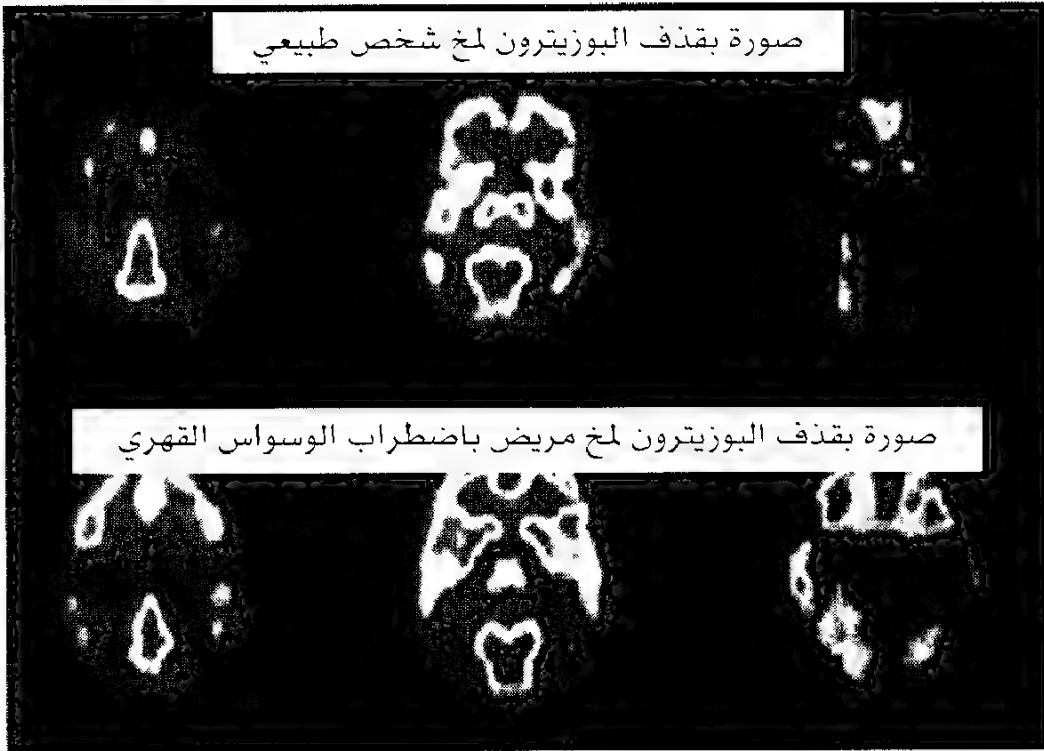 صورة بقذف البوزيترون لمخ شخص طبيعي
صورة بقذف البوزيترون لمخ مريض باضطراب الوسواس القهري